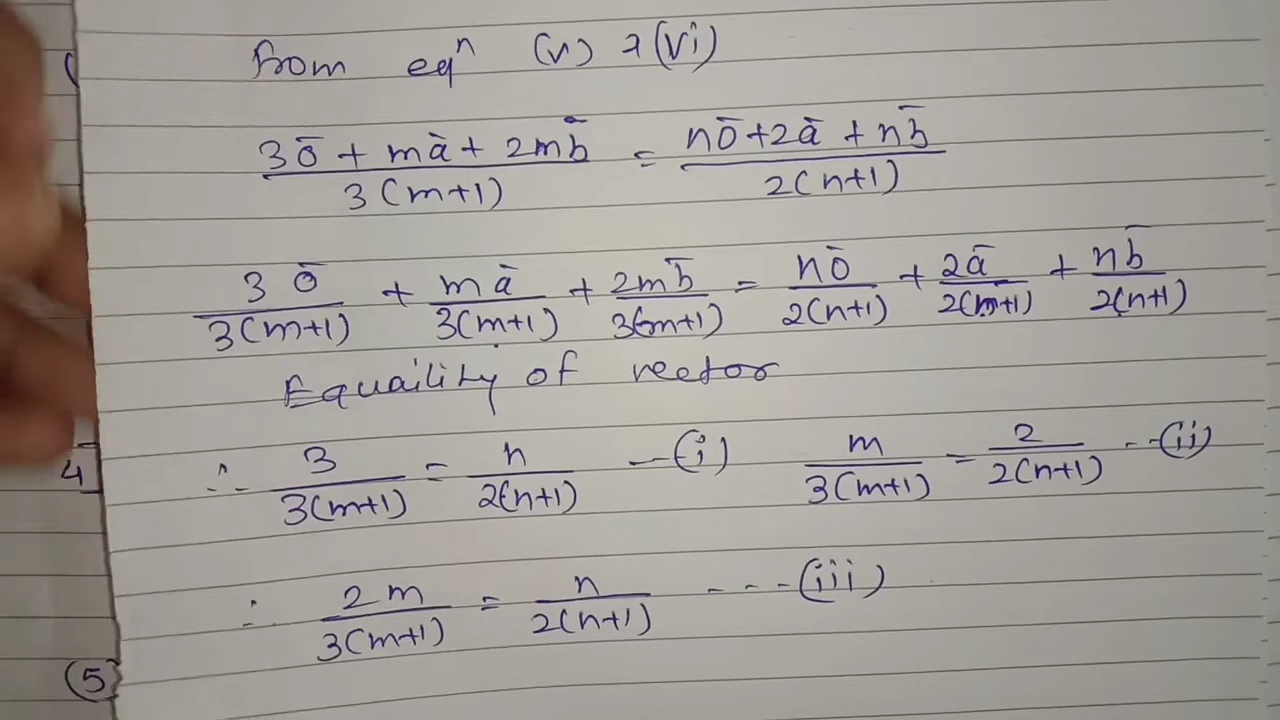 from eqⁿ (v) & (vi)
(3ō + mā + 2mb̄)/(3(m+1)) = (nō + 2ā + nb̄)/(2(n+1))
3ō/(3(m+1)) + mā/(3(m+1)) + 2mb̄/(3(m+1)) = nō/(2(n+1)) + 2ā/(2(n+1)) + nb̄/(2(n+1))
Equaility of vector
∴ 3/(3(m+1)) = n/(2(n+1)) --(i) m/(3(m+1)) = 2/(2(n+1)) --(ii)
4
∴ 2m/(3(m+1)) = n/(2(n+1)) ---(iii)
(5)